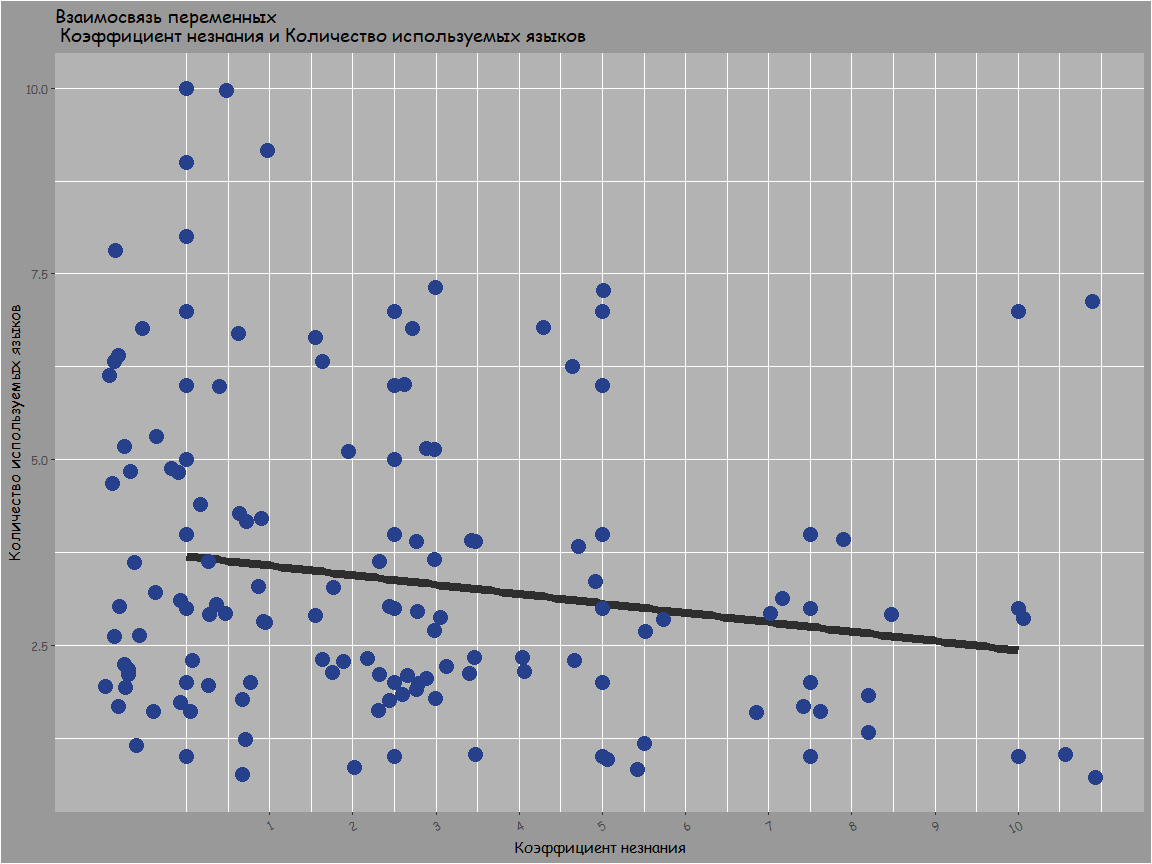 Взаимосвязь переменных
Коэффициент незнания и Количество используемых языков
10.0
7.5
5.0
2.5
Количество используемых языков
1 2 3 4 5 6 7 8 9 10
Коэффициент незнания